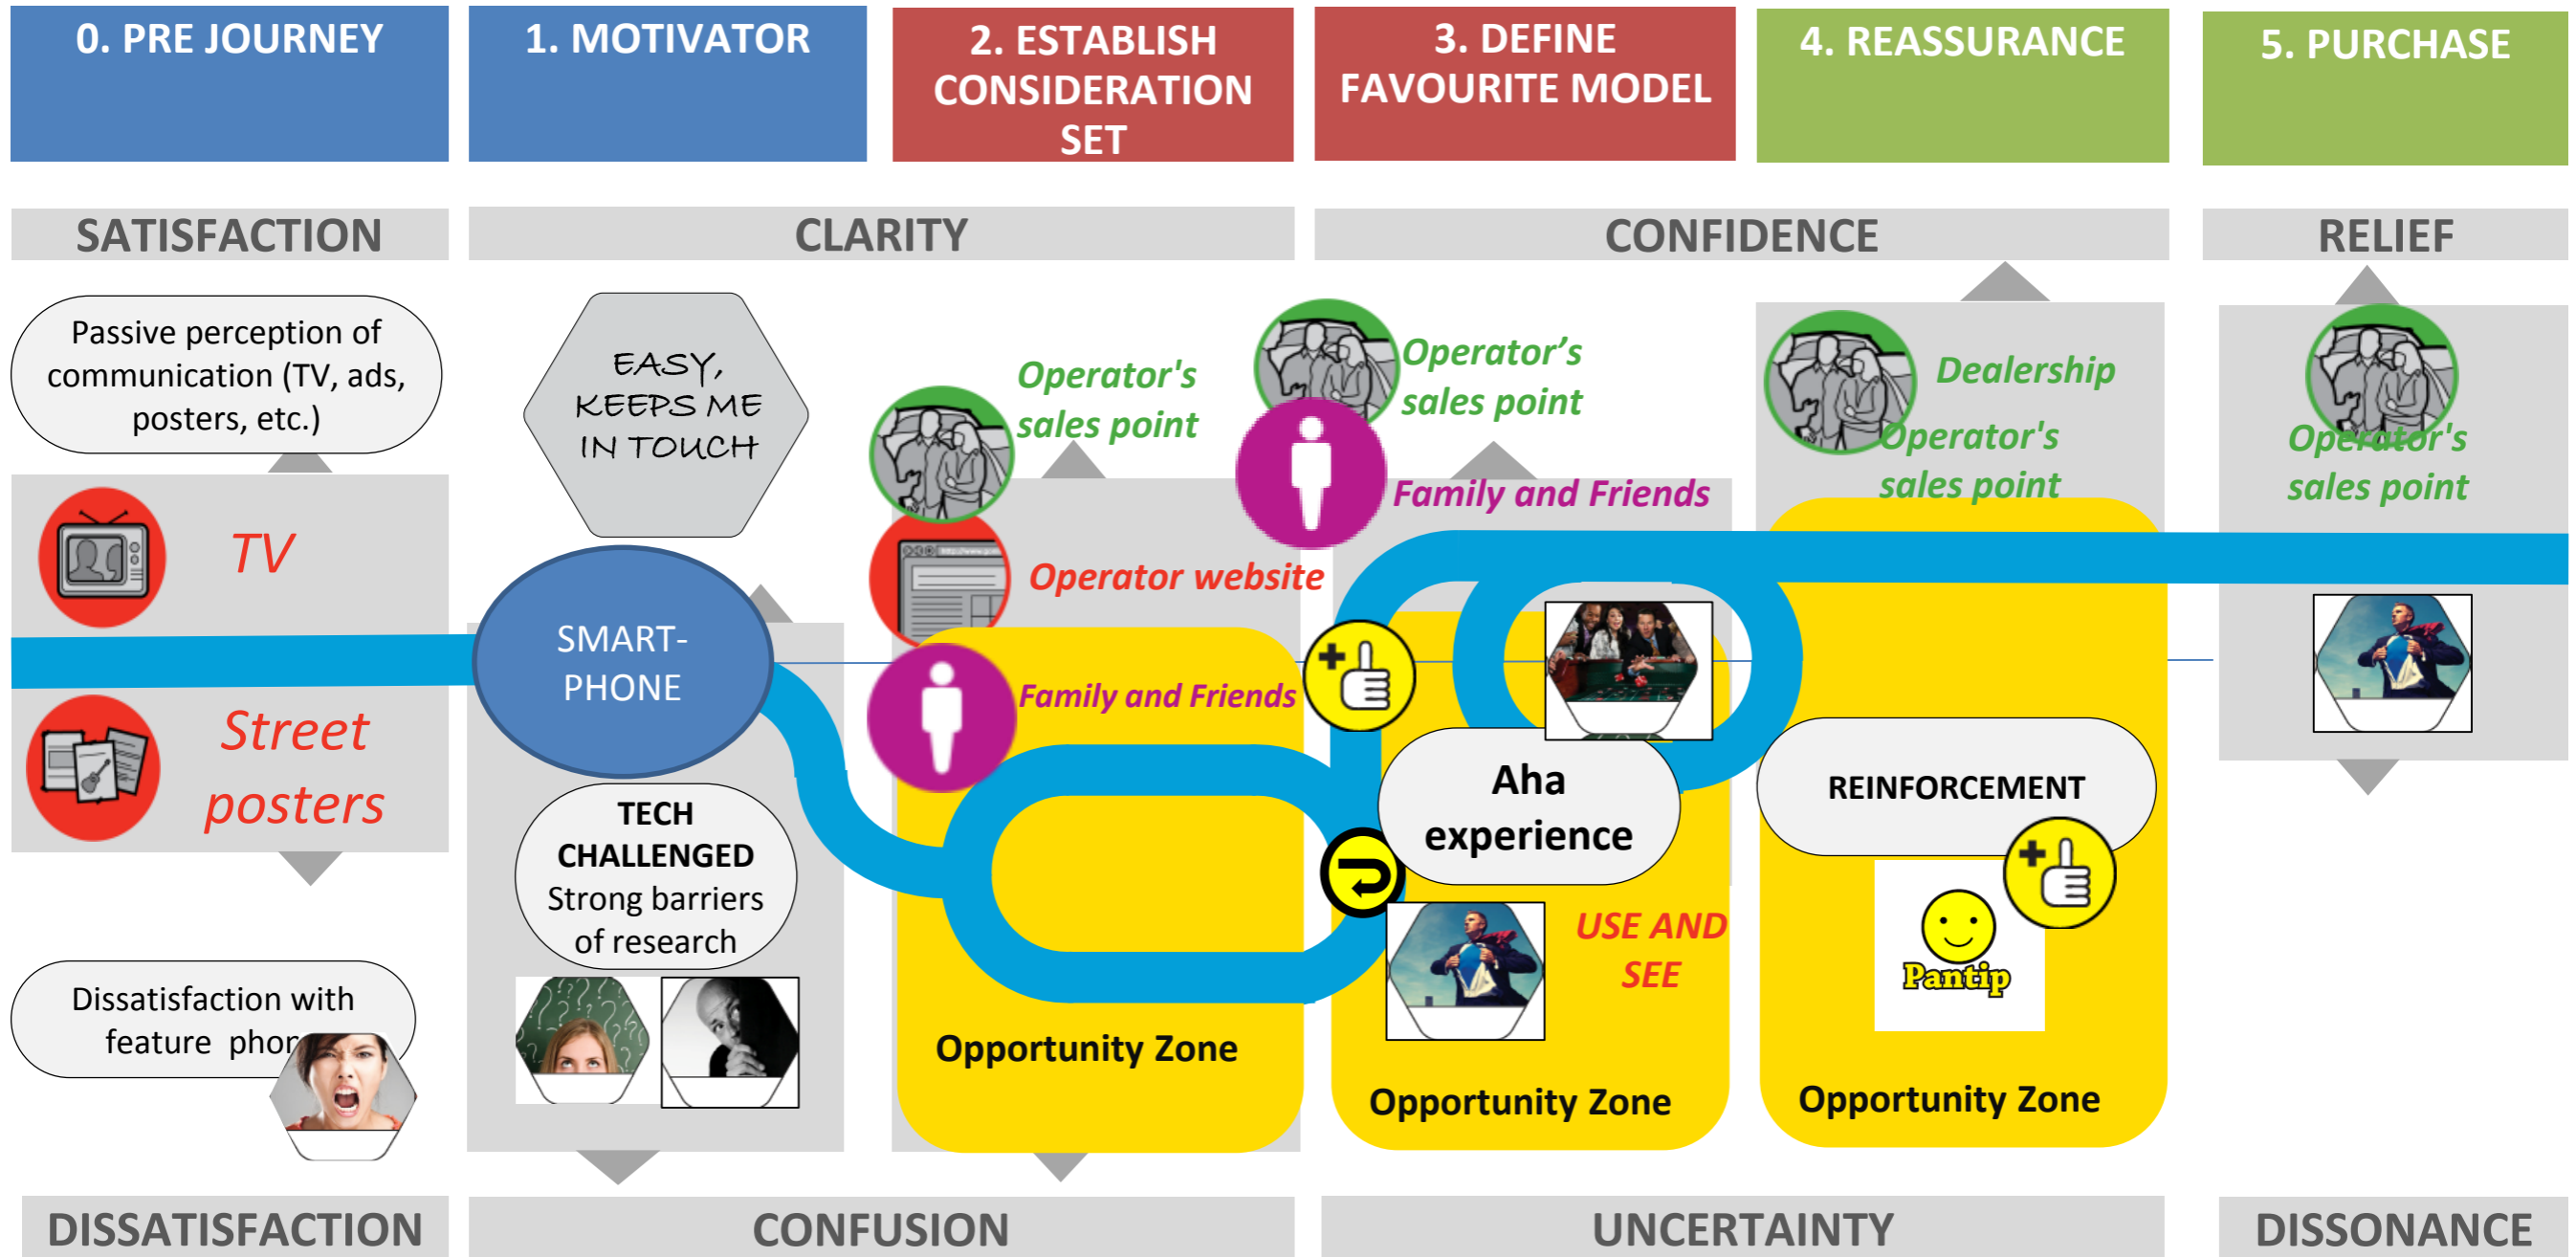 0. PRE JOURNEY
1. MOTIVATOR
2. ESTABLISH
CONSIDERATION
SET
3. DEFINE
FAVOURITE MODEL
4. REASSURANCE
5. PURCHASE
SATISFACTION
CLARITY
CONFIDENCE
RELIEF
Passive perception of
communication (TV, ads,
posters, etc.)
TV
Street
posters
Dissatisfaction with
feature
EASY,
KEEPS ME
IN TOUCH
SMART-
PHONE
TECH
CHALLENGED
Strong barriers
of research
Operator's
sales point
Operator website
Family and Friends
Opportunity Zone
Operator’s
sales point
Family and Friends
Aha
experience
USE AND
SEE
Opportunity Zone
Dealership
Operator's
sales point
REINFORCEMENT
Pantip
Opportunity Zone
Operator's
sales point
DISSATISFACTION
CONFUSION
UNCERTAINTY
DISSONANCE